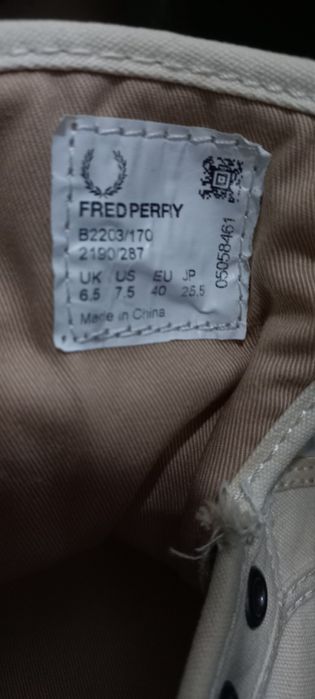 FRED PERRY
B2203/170
2190/287
UK US EU JP
6.5 7.5 40 25.5
Made in China
05058461